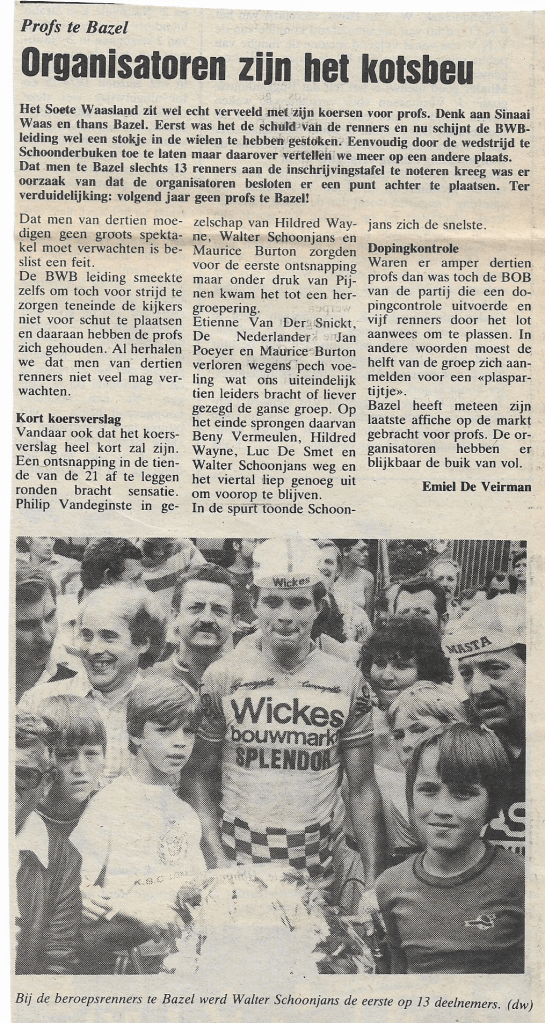 Profs te Bazel
Organisatoren zijn het kotsbeu
Het Soete Waasland zit wel echt verveeld met zijn koersen voor profs. Denk aan Sinaai
Waas en thans Bazel. Eerst was het de schuld van de renners en nu schijnt de BWB-
leiding wel een stokje in de wielen te hebben gestoken. Eenvoudig door de wedstrijd te
Schoonderbuken toe te laten maar daarover vertellen we meer op een andere plaats.
Dat men te Bazel slechts 13 renners aan de inschrijvingstafel te noteren kreeg was er
oorzaak van dat de organisatoren besloten er een punt achter te plaatsen. Ter
verduidelijking: volgend jaar geen profs te Bazel!
Dat men van dertien moe-
digen geen groots spekta-
kel moet verwachten is be-
slist een feit.
De BWB leiding smeekte
zelfs om toch voor strijd te
zorgen teneinde de kijkers
niet voor schut te plaatsen
en daaraan hebben de profs
zich gehouden. Al herhalen
we dat men van dertien
renners niet veel mag ver-
wachten.
Kort koersverslag
Vandaar ook dat het koers-
verslag heel kort zal zijn.
Een ontsnapping in de tien-
de van de 21 af te leggen
ronden bracht sensatie.
Philip Vandeginste in ge-
zelschap van Hildred Way-
ne, Walter Schoonjans en
Maurice Burton zorgden
voor de eerste ontsnapping
maar onder druk van Pij-
nen kwam het tot een her-
groepering.
Etienne Van Der Snickt,
De Nederlander Jan
Poeyer en Maurice Burton
verloren wegens pech voe-
ling wat ons uiteindelijk
tien leiders bracht of liever
gezegd de ganse groep. Op
het einde sprongen daarvan
Beny Vermeulen, Hildred
Wayne, Luc De Smet en
Walter Schoonjans weg en
het viertal liep genoeg uit
om voorop te blijven.
In de spurt toonde Schoon-
jans zich de snelste.
Dopingkontrole
Waren er amper dertien
profs dan was toch de BOB
van de partij die een do-
pingcontrole uitvoerde en
vijf renners door het lot
aanwees om te plassen. In
andere woorden moest de
helft van de groep zich aan-
melden voor een «plaspar-
tijtje».
Bazel heeft meteen zijn
laatste affiche op de markt
gebracht voor profs. De or-
ganisatoren hebben er
blijkbaar de buik van vol.
Emiel De Veirman
Wickes
MASTA
Campagnolo
Wickes
bouwmarkt
SPLENDOR
K.S.C
Bij de beroepsrenners te Bazel werd Walter Schoonjans de eerste op 13 deelnemers. (dw)